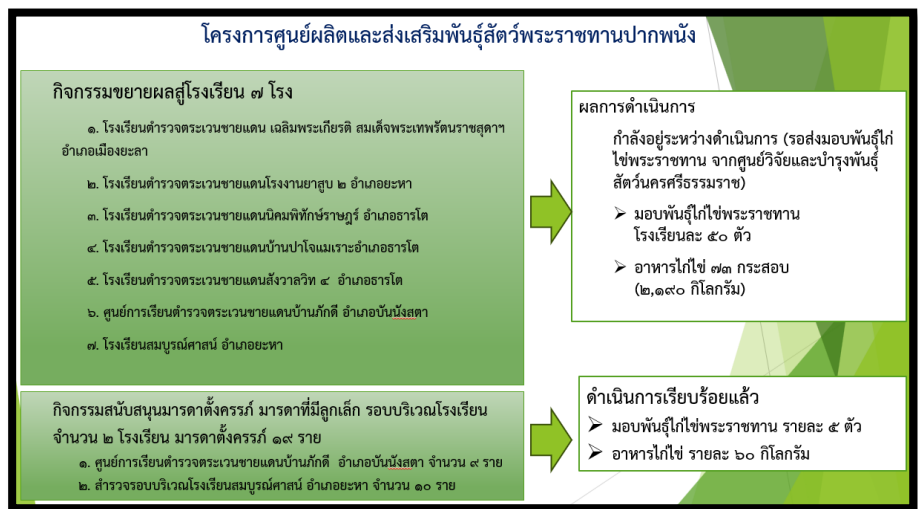 โครงการศูนย์ผลิตและส่งเสริมพันธุ์สัตว์พระราชทานปากพนัง
กิจกรรมขยายผลสู่โรงเรียน ๗ โรง
๑. โรงเรียนตำรวจตระเวนชายแดน เฉลิมพระเกียรติ สมเด็จพระเทพรัตนราชสุดาฯ
อำเภอเมืองยะลา
๒. โรงเรียนตำรวจตระเวนชายแดนโรงงานยาสูบ ๒ อำเภอยะหา
๓. โรงเรียนตำรวจตระเวนชายแดนนิคมพิทักษ์ราษฎร์ อำเภอธารโต
๔. โรงเรียนตำรวจตระเวนชายแดนบ้านปาโจแมเราะอำเภอธารโต
๕. โรงเรียนตำรวจตระเวนชายแดนสังวาลวิท ๔ อำเภอธารโต
๖. ศูนย์การเรียนตำรวจตระเวนชายแดนบ้านภักดี อำเภอบันนังสตา
๗. โรงเรียนสมบูรณ์ศาสน์ อำเภอยะหา
ผลการดำเนินการ
กำลังอยู่ระหว่างดำเนินการ (รอส่งมอบพันธุ์ไก่
ไข่พระราชทาน จากศูนย์วิจัยและบำรุงพันธุ์
สัตว์นครศรีธรรมราช)
➢ มอบพันธุ์ไก่ไข่พระราชทาน
โรงเรียนละ ๕๐ ตัว
➢ อาหารไก่ไข่ ๗๓ กระสอบ
(๒,๑๙๐ กิโลกรัม)
กิจกรรมสนับสนุนมารดาตั้งครรภ์ มารดาที่มีลูกเล็ก รอบบริเวณโรงเรียน
จำนวน ๒ โรงเรียน มารดาตั้งครรภ์ ๑๙ ราย
๑. ศูนย์การเรียนตำรวจตระเวนชายแดนบ้านภักดี อำเภอบันนังสตา จำนวน ๙ ราย
๒. สำรวจรอบบริเวณโรงเรียนสมบูรณ์ศาสน์ อำเภอยะหา จำนวน ๑๐ ราย
ดำเนินการเรียบร้อยแล้ว
➢ มอบพันธุ์ไก่ไข่พระราชทาน รายละ ๕ ตัว
➢ อาหารไก่ไข่ รายละ ๖๐ กิโลกรัม